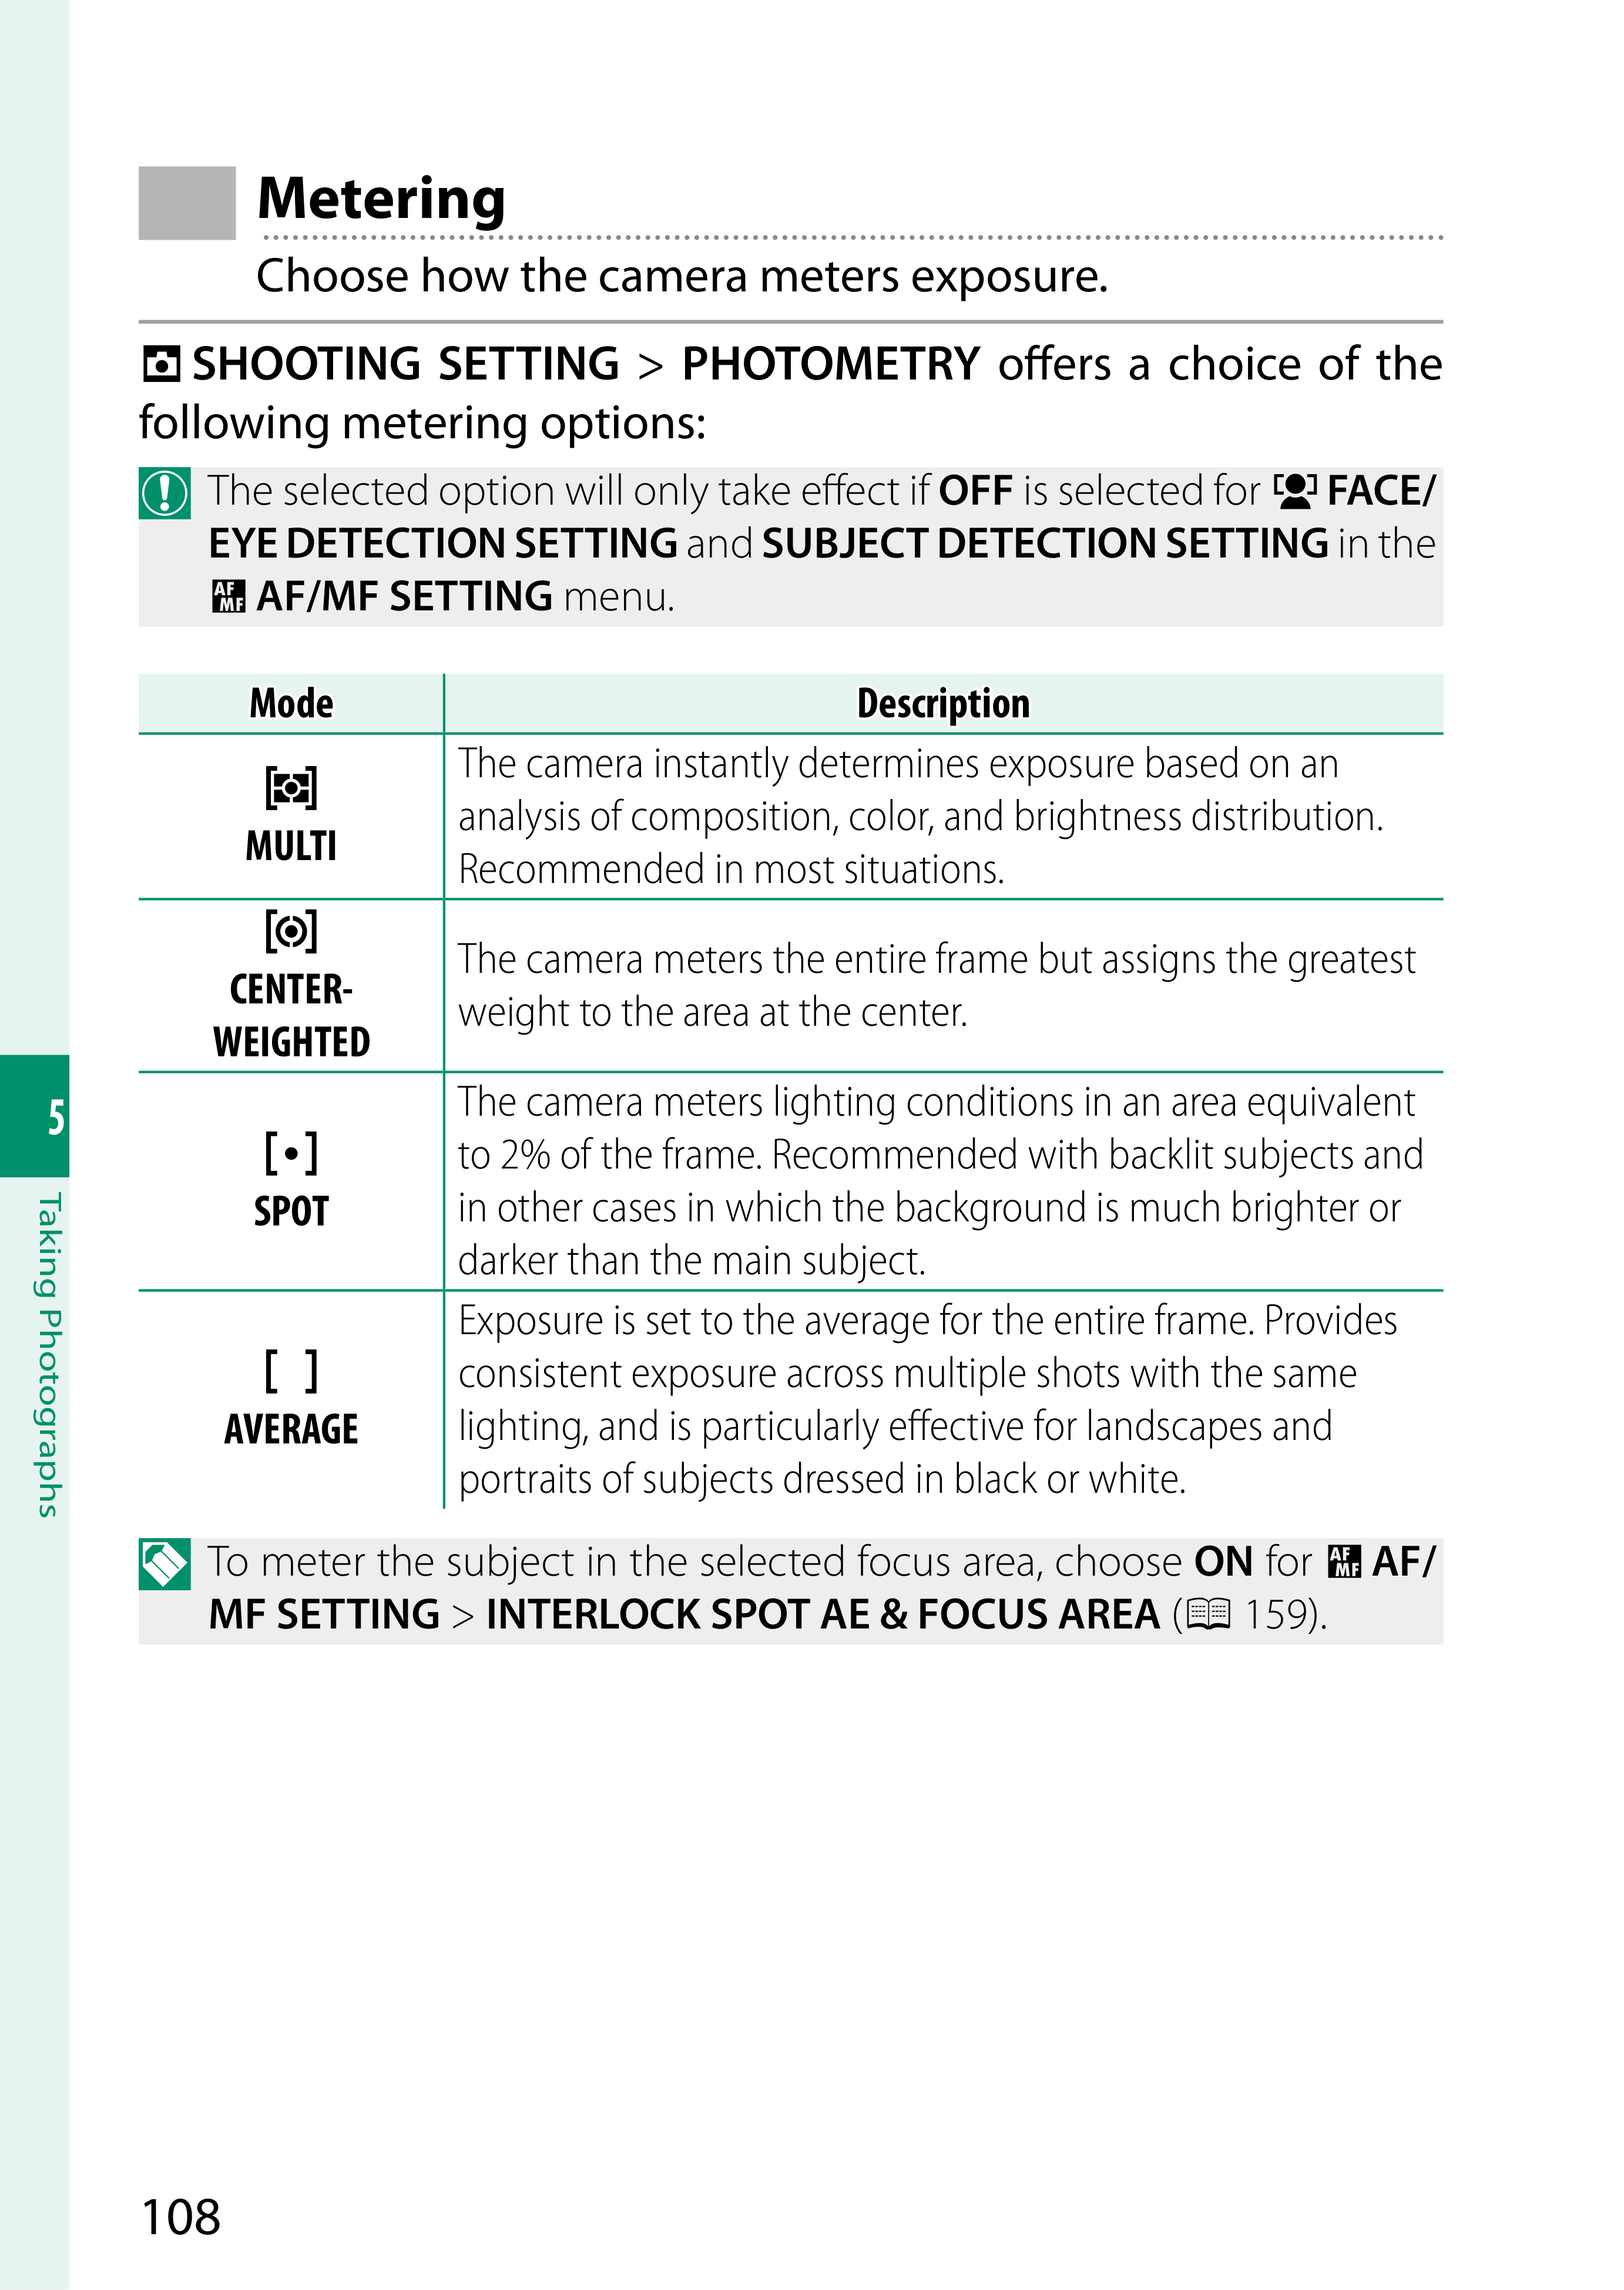 Metering
Choose how the camera meters exposure.
SHOOTING SETTING > PHOTOMETRY offers a choice of the
following metering options:
The selected option will only take effect if OFF is selected for FACE/
EYE DETECTION SETTING and SUBJECT DETECTION SETTING in the
AF MF AF/MF SETTING menu.
Mode Description
MULTI
The camera instantly determines exposure based on an
analysis of composition, color, and brightness distribution.
Recommended in most situations.
CENTER-
WEIGHTED
The camera meters the entire frame but assigns the greatest
weight to the area at the center.
SPOT
The camera meters lighting conditions in an area equivalent
to 2% of the frame. Recommended with backlit subjects and
in other cases in which the background is much brighter or
darker than the main subject.
AVERAGE
Exposure is set to the average for the entire frame. Provides
consistent exposure across multiple shots with the same
lighting, and is particularly effective for landscapes and
portraits of subjects dressed in black or white.
To meter the subject in the selected focus area, choose ON for AF MF AF/
MF SETTING > INTERLOCK SPOT AE & FOCUS AREA ( 159).
5
Taking Photographs
108